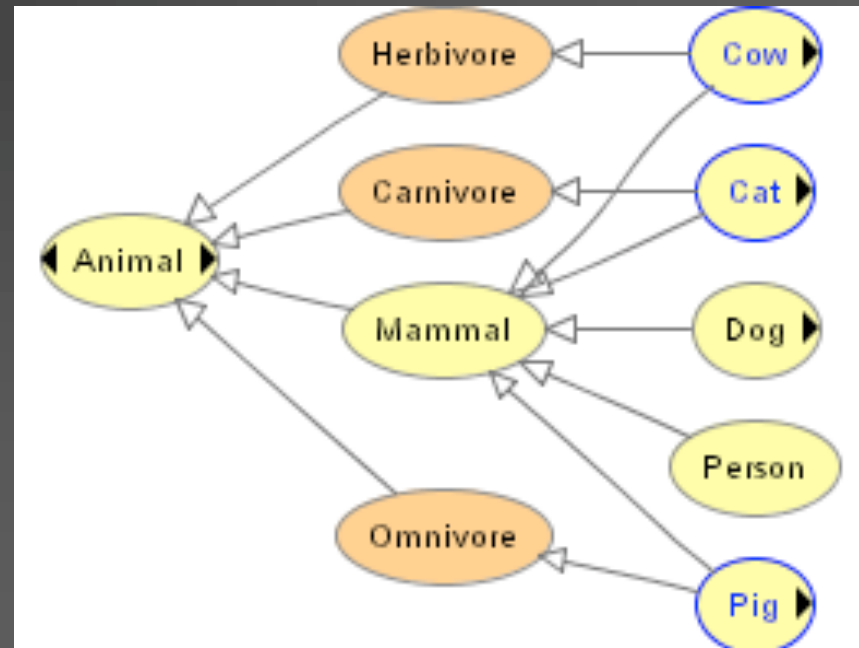 Herbivore
Cow
Carnivore
Cat
Animal
Mammal
Dog
Person
Omnivore
Pig